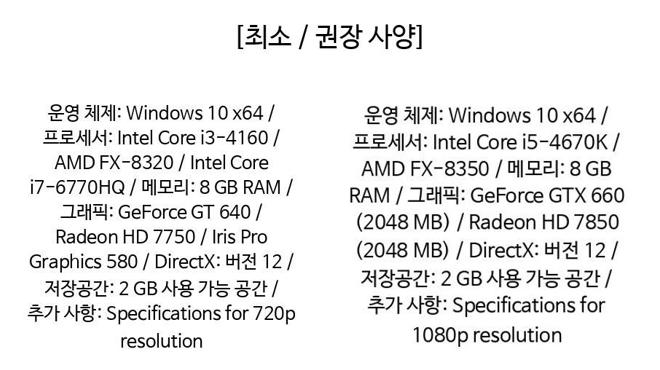 [최소 / 권장 사양]
운영 체제: Windows 10 x64 /
프로세서: Intel Core i3-4160 /
AMD FX-8320 / Intel Core
i7-6770HQ / 메모리: 8 GB RAM /
그래픽: GeForce GT 640 /
Radeon HD 7750 / Iris Pro
Graphics 580 / DirectX: 버전 12 /
저장공간: 2 GB 사용 가능 공간 /
추가 사항: Specifications for 720p
resolution
운영 체제: Windows 10 x64 /
프로세서: Intel Core i5-4670K /
AMD FX-8350 / 메모리: 8 GB
RAM / 그래픽: GeForce GTX 660
(2048 MB) / Radeon HD 7850
(2048 MB) / DirectX: 버전 12 /
저장공간: 2 GB 사용 가능 공간 /
추가 사항: Specifications for
1080p resolution